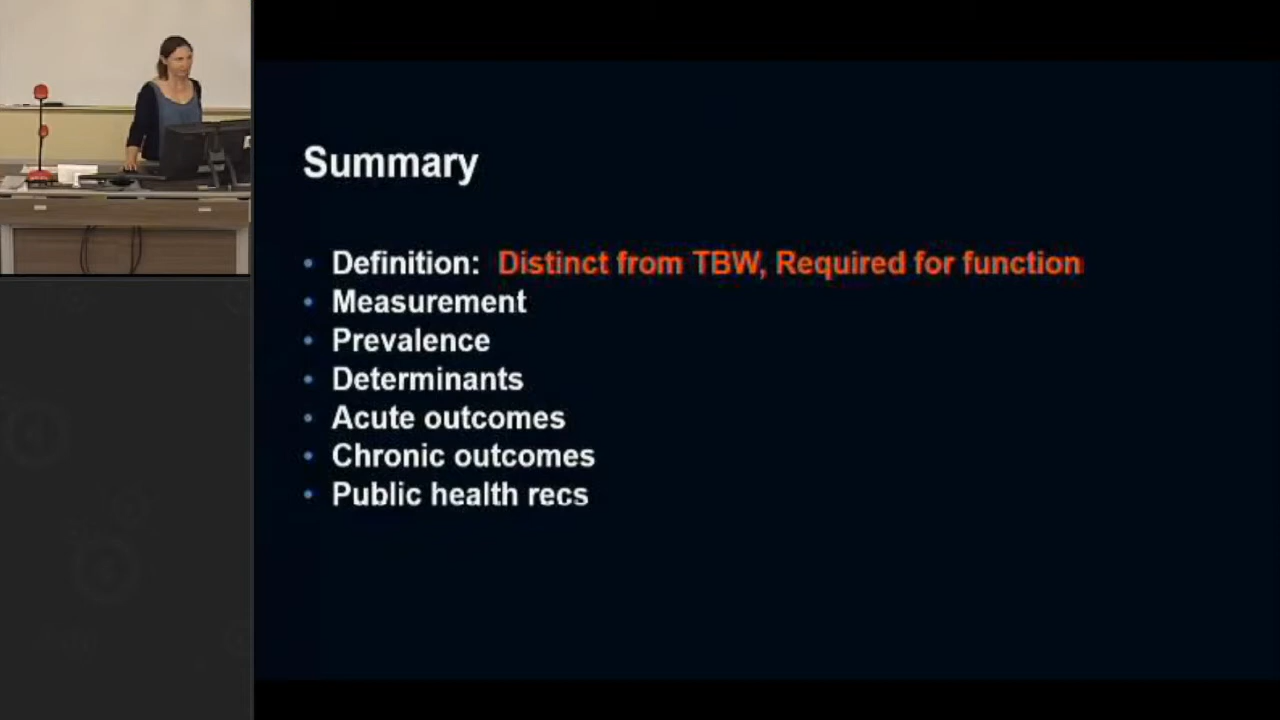 Summary
• Definition: Distinct from TBW, Required for function
• Measurement
• Prevalence
• Determinants
• Acute outcomes
• Chronic outcomes
• Public health recs